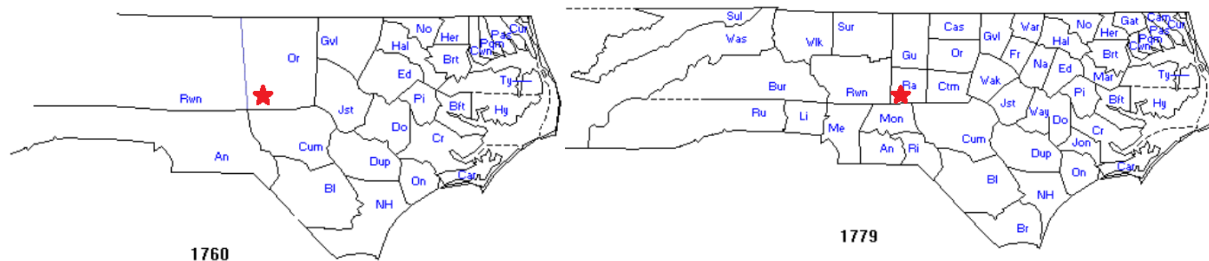 No
Her
Cur
Pas
Pqm
Cwn
Gvl
Hal
Brt
Or
Ed
Ty
Rwn
Pi
Bft
Hy
Jst
Do
Cr
An
Cum
Dup
Bl
On
Car
NH
1760
Sul
Was
Wlk
Sur
Cas
Gvl
War
No
Gat
Cam
Pas
Cur
Her
Pqm
Cwn
Gu
Or
Fr
Hal
Brt
Na
Ed
Mar
Ty
Bur
Rwn
Ra
Ctm
Wak
Pi
Bft
Hy
Ru
Li
Me
Mon
Jst
Way
Do
Cr
Cum
Jon
An
Ri
Dup
Bl
On
Car
NH
Br
1779